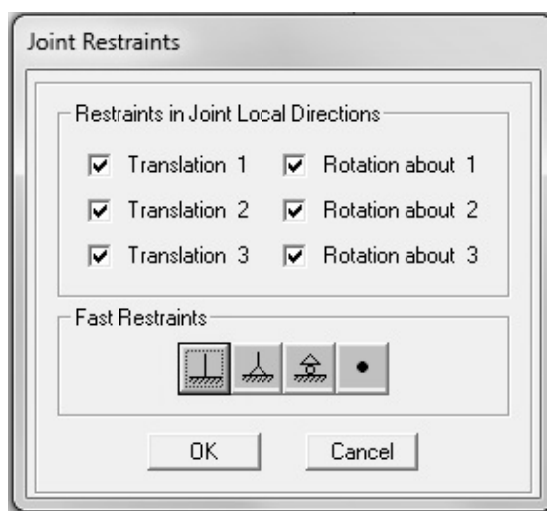 Joint Restraints
Restraints in Joint Local Directions
Translation 1 Rotation about 1
Translation 2 Rotation about 2
Translation 3 Rotation about 3
Fast Restraints
OK Cancel